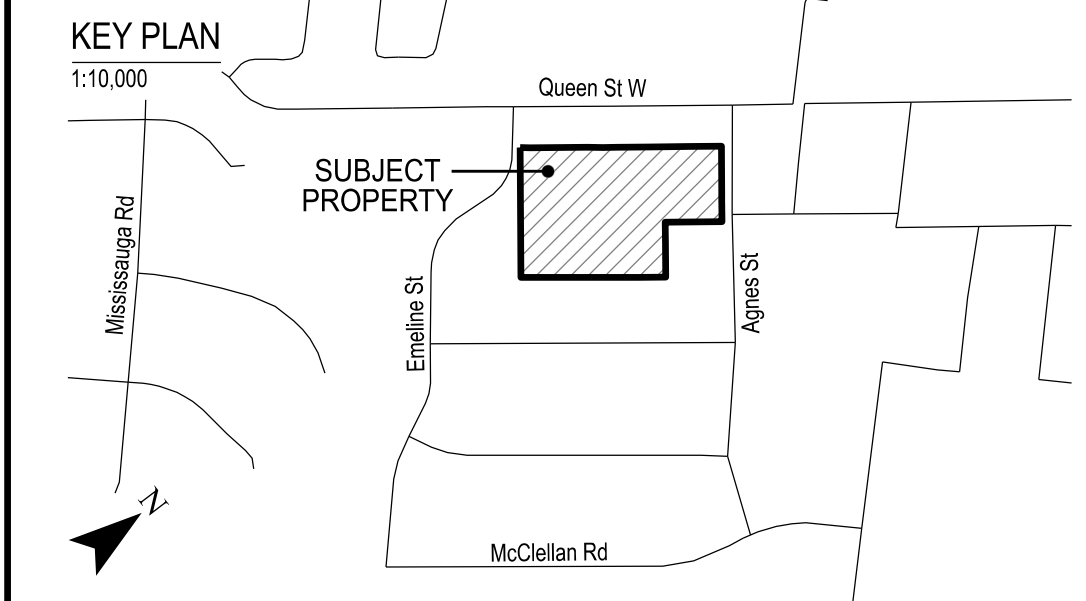 KEY PLAN
1:10,000
Queen St W
SUBJECT
PROPERTY
Mississauga Rd
Emeline St
Agnes St
N
McClellan Rd